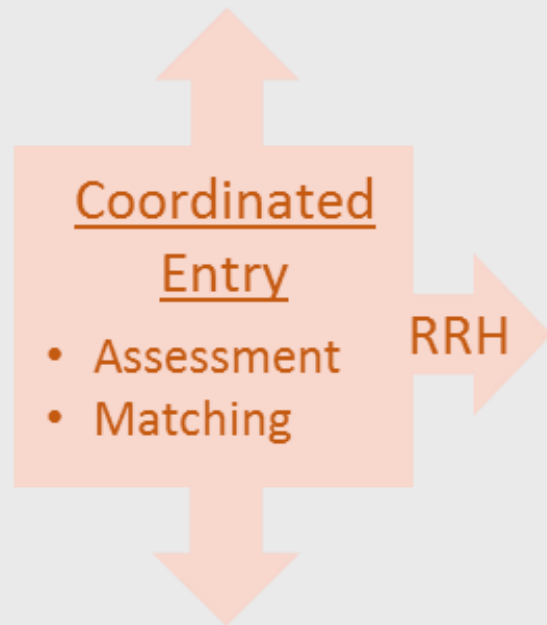 Coordinated
Entry
• Assessment
• Matching
RRH